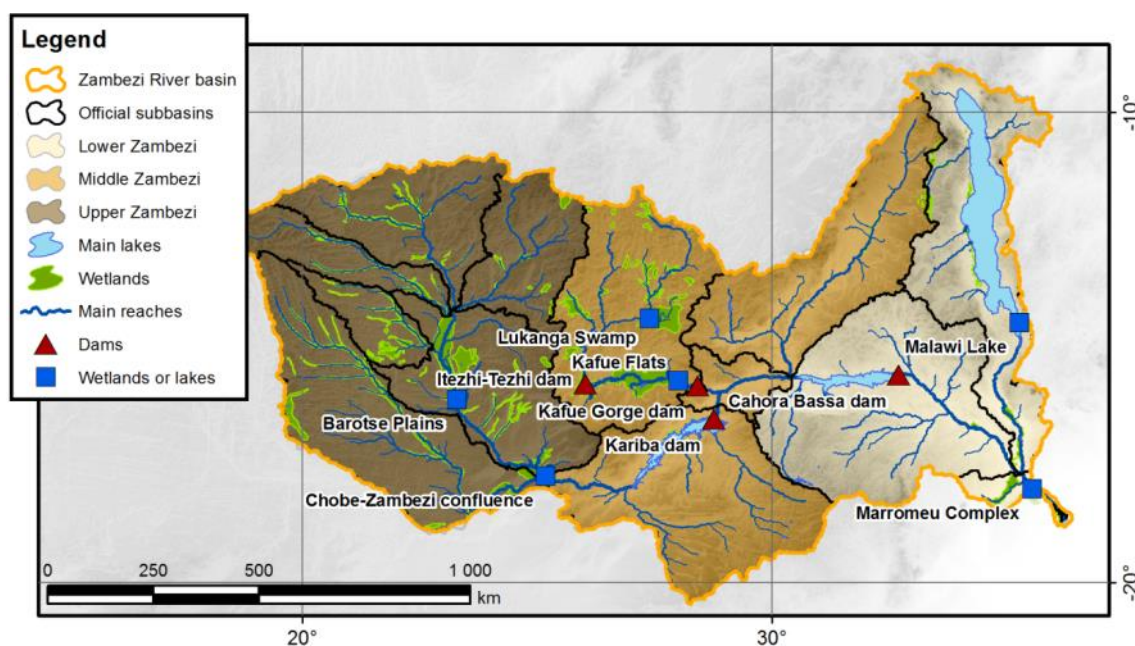 Legend
Zambezi River basin
Official subbasins
Lower Zambezi
Middle Zambezi
Upper Zambezi
Main lakes
Wetlands
Main reaches
Dams
Wetlands or lakes
-10°
Lukanga Swamp
Kafue Flats
Malawi Lake
Itezhi-Tezhi dam
Kafue Gorge dam
Cahora Bassa dam
Barotse Plains
Kariba dam
Chobe-Zambezi confluence
Marromeu Complex
0 250 500 1 000
km
-20°
20° 30°